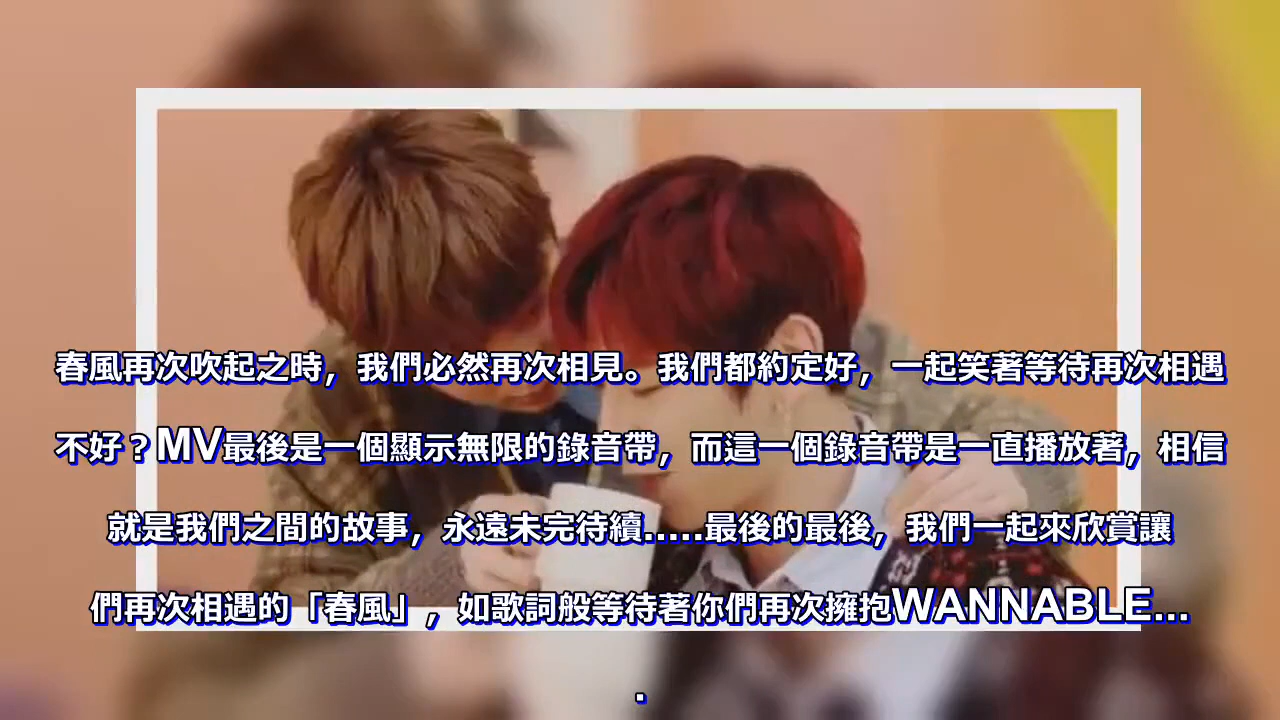 春風再次吹起之時，我們必然再次相見。我們都約定好，一起笑著等待再次相遇
不好？MV最後是一個顯示無限的錄音帶，而這一個錄音帶是一直播放著，相信
就是我們之間的故事，永遠未完待續.....最後的最後，我們一起來欣賞讓
們再次相遇的「春風」，如歌詞般等待著你們再次擁抱WANNABLE...
.